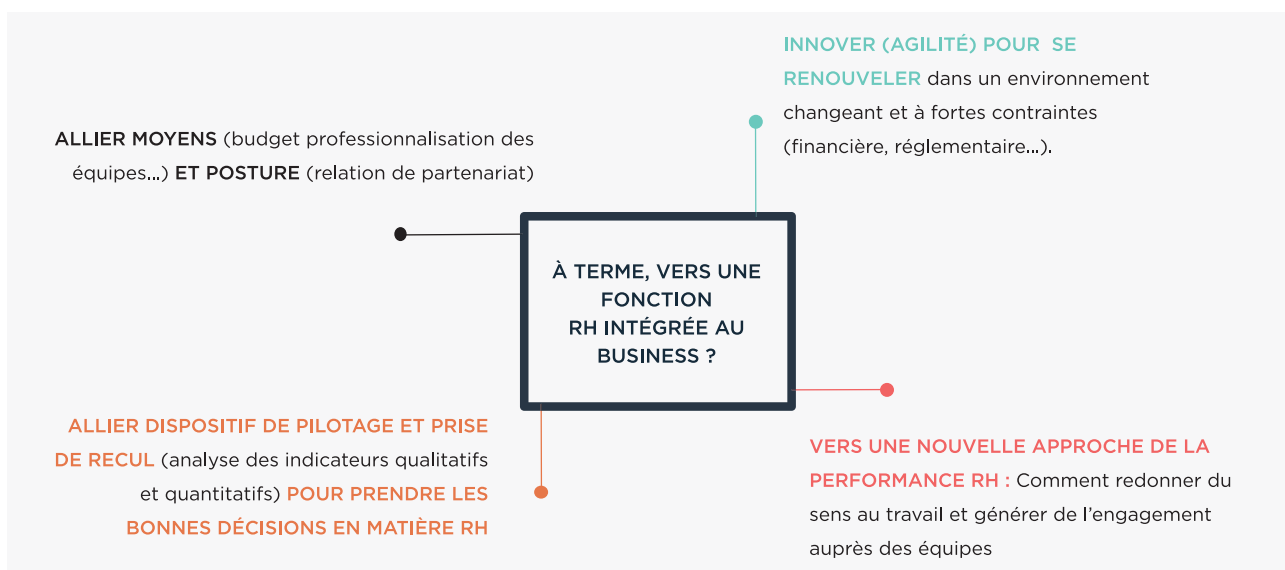 INNOVER (AGILITÉ) POUR SE
RENOUVELER dans un environnement
changeant et à fortes contraintes
(financière, réglementaire...).
ALLIER MOYENS (budget professionnalisation des
équipes...) ET POSTURE (relation de partenariat)
À TERME, VERS UNE
FONCTION
RH INTÉGRÉE AU
BUSINESS ?
ALLIER DISPOSITIF DE PILOTAGE ET PRISE
DE RECUL (analyse des indicateurs qualitatifs
et quantitatifs) POUR PRENDRE LES
BONNES DÉCISIONS EN MATIÈRE RH
VERS UNE NOUVELLE APPROCHE DE LA
PERFORMANCE RH : Comment redonner du
sens au travail et générer de l'engagement
auprès des équipes